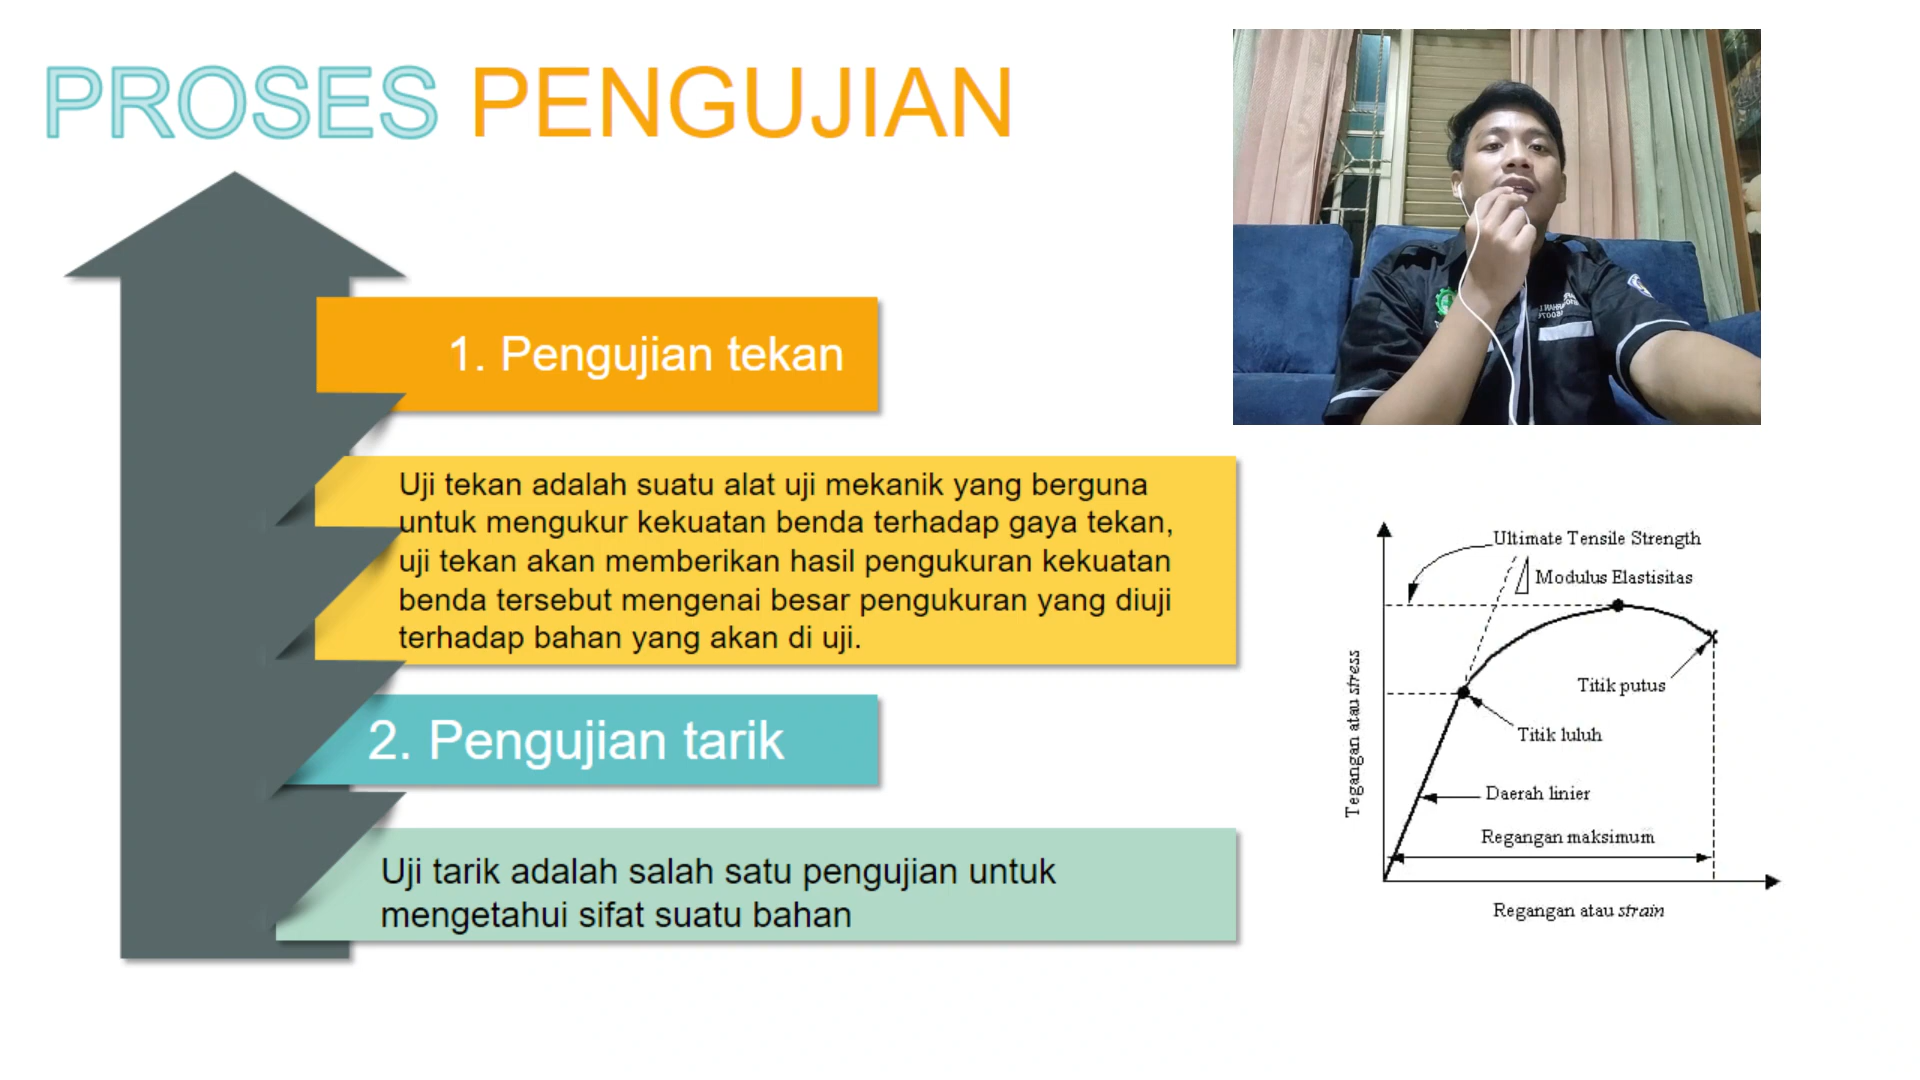 PROSES PENGUJIAN
1. Pengujian tekan
Uji tekan adalah suatu alat uji mekanik yang berguna
untuk mengukur kekuatan benda terhadap gaya tekan,
uji tekan akan memberikan hasil pengukuran kekuatan
benda tersebut mengenai besar pengukuran yang diuji
terhadap bahan yang akan di uji.
2. Pengujian tarik
Uji tarik adalah salah satu pengujian untuk
mengetahui sifat suatu bahan
Ultimate Tensile Strength
Modulus Elastisitas
Titik putus
Titik luluh
Daerah linier
Regangan maksimum
Tegangan atau stress
Regangan atau strain